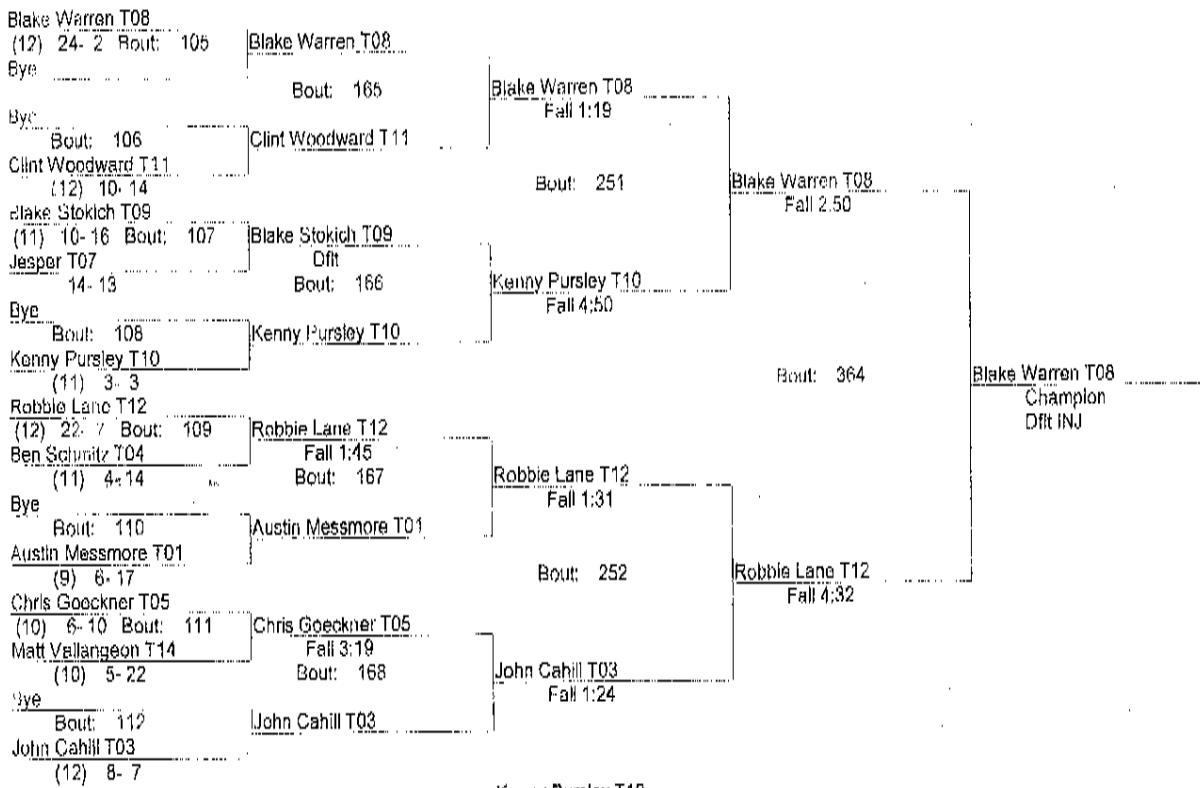 Blake Warren T08
(12) 24- 2 Bout: 105
Bye
Bye
Bout: 106
Clint Woodward T11
(12) 10- 14
Blake Stokich T09
(11) 10- 16 Bout: 107
Jesper T07
14- 13
Bye
Bout: 108
Kenny Pursley T10
(11) 3- 3
Robbie Lane T12
(12) 22- 7 Bout: 109
Ben Schmitz T04
(11) 4- 14
Bye
Bout: 110
Austin Messmore T01
(9) 6- 17
Chris Goeckner T05
(10) 6- 10 Bout: 111
Matt Vallangeon T14
(10) 5- 22
Bye
Bout: 112
John Cahill T03
(12) 8- 7
Blake Warren T08
Bout: 165
Clint Woodward T11
Blake Stokich T09
Dflt
Bout: 166
Kenny Pursley T10
Robbie Lane T12
Fall 1:45
Bout: 167
Austin Messmore T01
Chris Goeckner T05
Fall 3:19
Bout: 168
John Cahill T03
Blake Warren T08
Fall 1:19
Bout: 251
Kenny Pursley T10
Fall 4:50
Robbie Lane T12
Fall 1:31
Bout: 252
John Cahill T03
Fall 1:24
Blake Warren T08
Fall 2:50
Bout: 364
Robbie Lane T12
Fall 4:32
Blake Warren T08
Champion
Dflt INJ